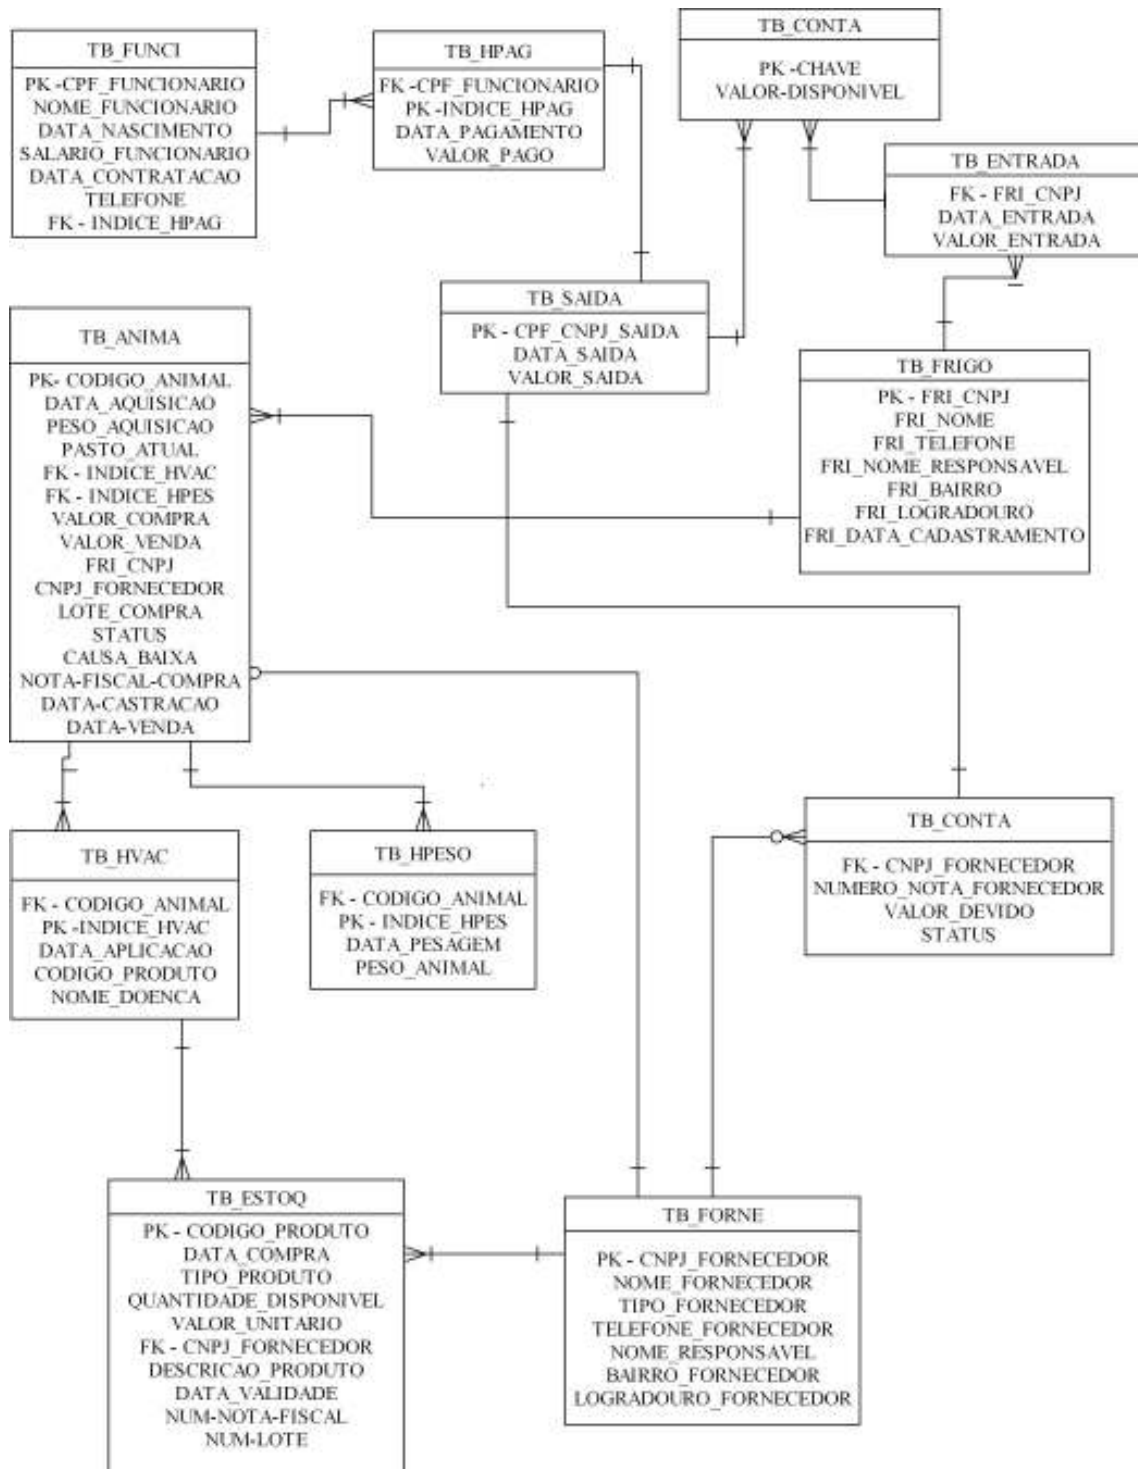 TB_FUNCI
PK -CPF_FUNCIONARIO
NOME_FUNCIONARIO
DATA_NASCIMENTO
SALARIO_FUNCIONARIO
DATA_CONTRATACAO
TELEFONE
FK - INDICE_HPAG
TB_HPAG
FK -CPF_FUNCIONARIO
PK -INDICE_HPAG
DATA_PAGAMENTO
VALOR_PAGO
TB_CONTA
PK -CHAVE
VALOR-DISPONIVEL
TB_ENTRADA
FK - FRI_CNPJ
DATA_ENTRADA
VALOR_ENTRADA
TB_SAIDA
PK - CPF_CNPJ_SAIDA
DATA_SAIDA
VALOR_SAIDA
TB_ANIMA
PK- CODIGO_ANIMAL
DATA_AQUISICAO
PESO_AQUISICAO
PASTO_ATUAL
FK - INDICE_HVAC
FK - INDICE_HPES
VALOR_COMPRA
VALOR_VENDA
FRI_CNPJ
CNPJ_FORNECEDOR
LOTE_COMPRA
STATUS
CAUSA_BAIXA
NOTA-FISCAL-COMPRA
DATA-CASTRACAO
DATA-VENDA
TB_FRIGO
PK - FRI_CNPJ
FRI_NOME
FRI_TELEFONE
FRI_NOME_RESPONSAVEL
FRI_BAIRRO
FRI_LOGRADOURO
FRI_DATA_CADASTRAMENTO
TB_HVAC
FK - CODIGO_ANIMAL
PK -INDICE_HVAC
DATA_APLICACAO
CODIGO_PRODUTO
NOME_DOENCA
TB_HPESO
FK - CODIGO_ANIMAL
PK - INDICE_HPES
DATA_PESAGEM
PESO_ANIMAL
TB_CONTA
FK - CNPJ_FORNECEDOR
NUMERO_NOTA_FORNECEDOR
VALOR_DEVIDO
STATUS
TB_ESTOQ
PK - CODIGO_PRODUTO
DATA_COMPRA
TIPO_PRODUTO
QUANTIDADE_DISPONIVEL
VALOR_UNITARIO
FK - CNPJ_FORNECEDOR
DESCRICAO_PRODUTO
DATA_VALIDADE
NUM-NOTA-FISCAL
NUM-LOTE
TB_FORNE
PK - CNPJ_FORNECEDOR
NOME_FORNECEDOR
TIPO_FORNECEDOR
TELEFONE_FORNECEDOR
NOME_RESPONSAVEL
BAIRRO_FORNECEDOR
LOGRADOURO_FORNECEDOR